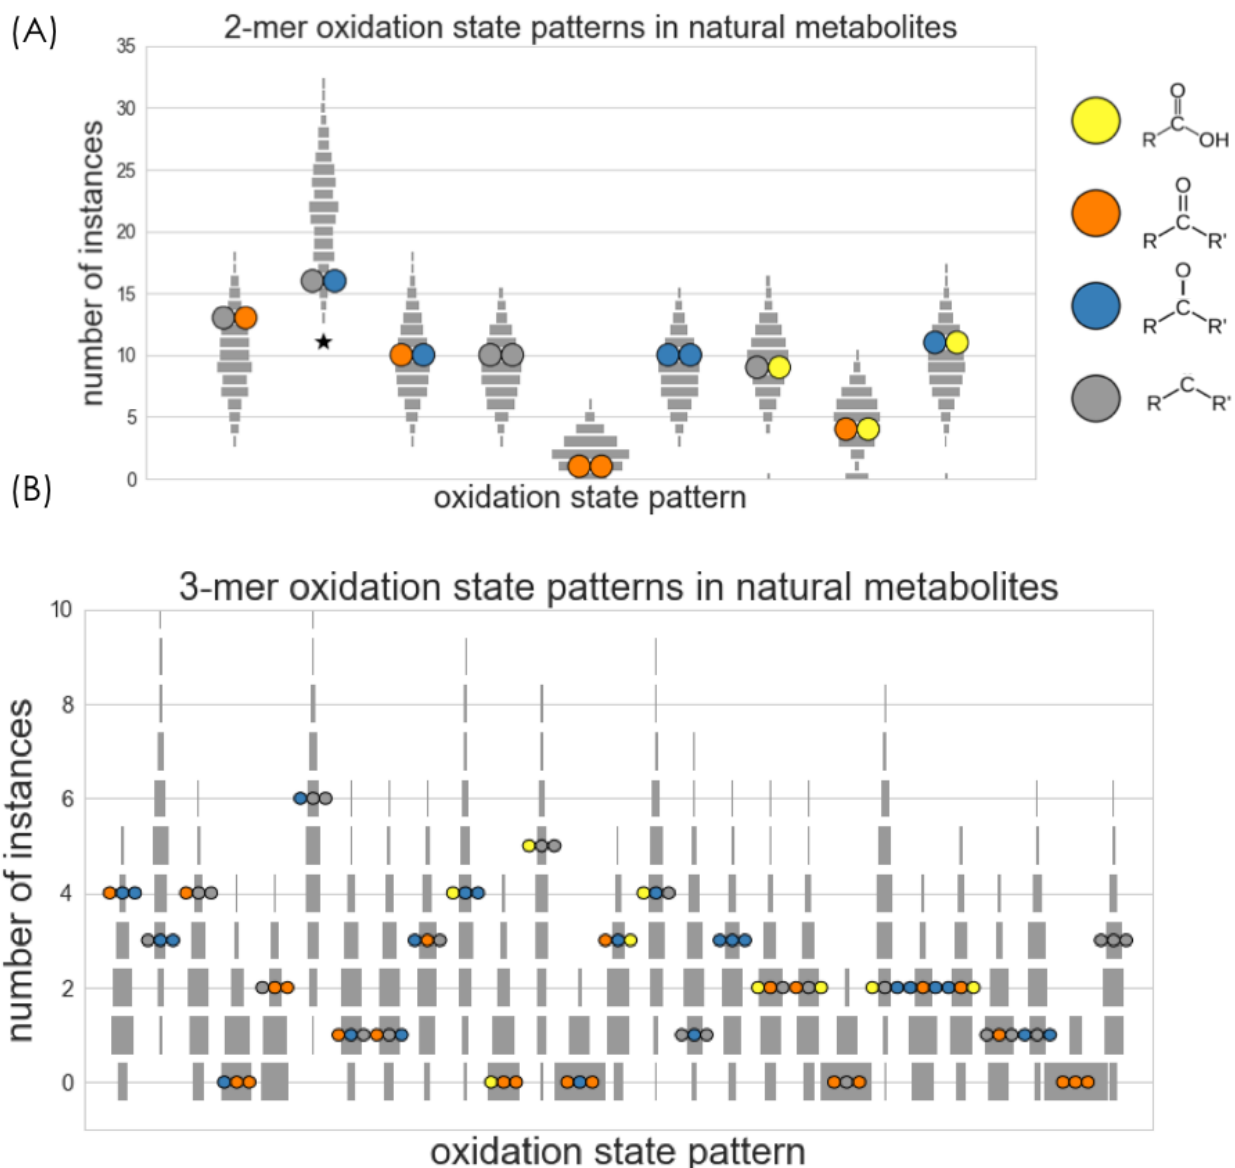 (A)
2-mer oxidation state patterns in natural metabolites
35
30
25
20
15
10
5
0
number of instances
oxidation state pattern
O
C
R
OH
O
C
R
R'
O
C
R
R'
C
R
R'
(B)
3-mer oxidation state patterns in natural metabolites
10
8
6
4
2
0
number of instances
oxidation state pattern